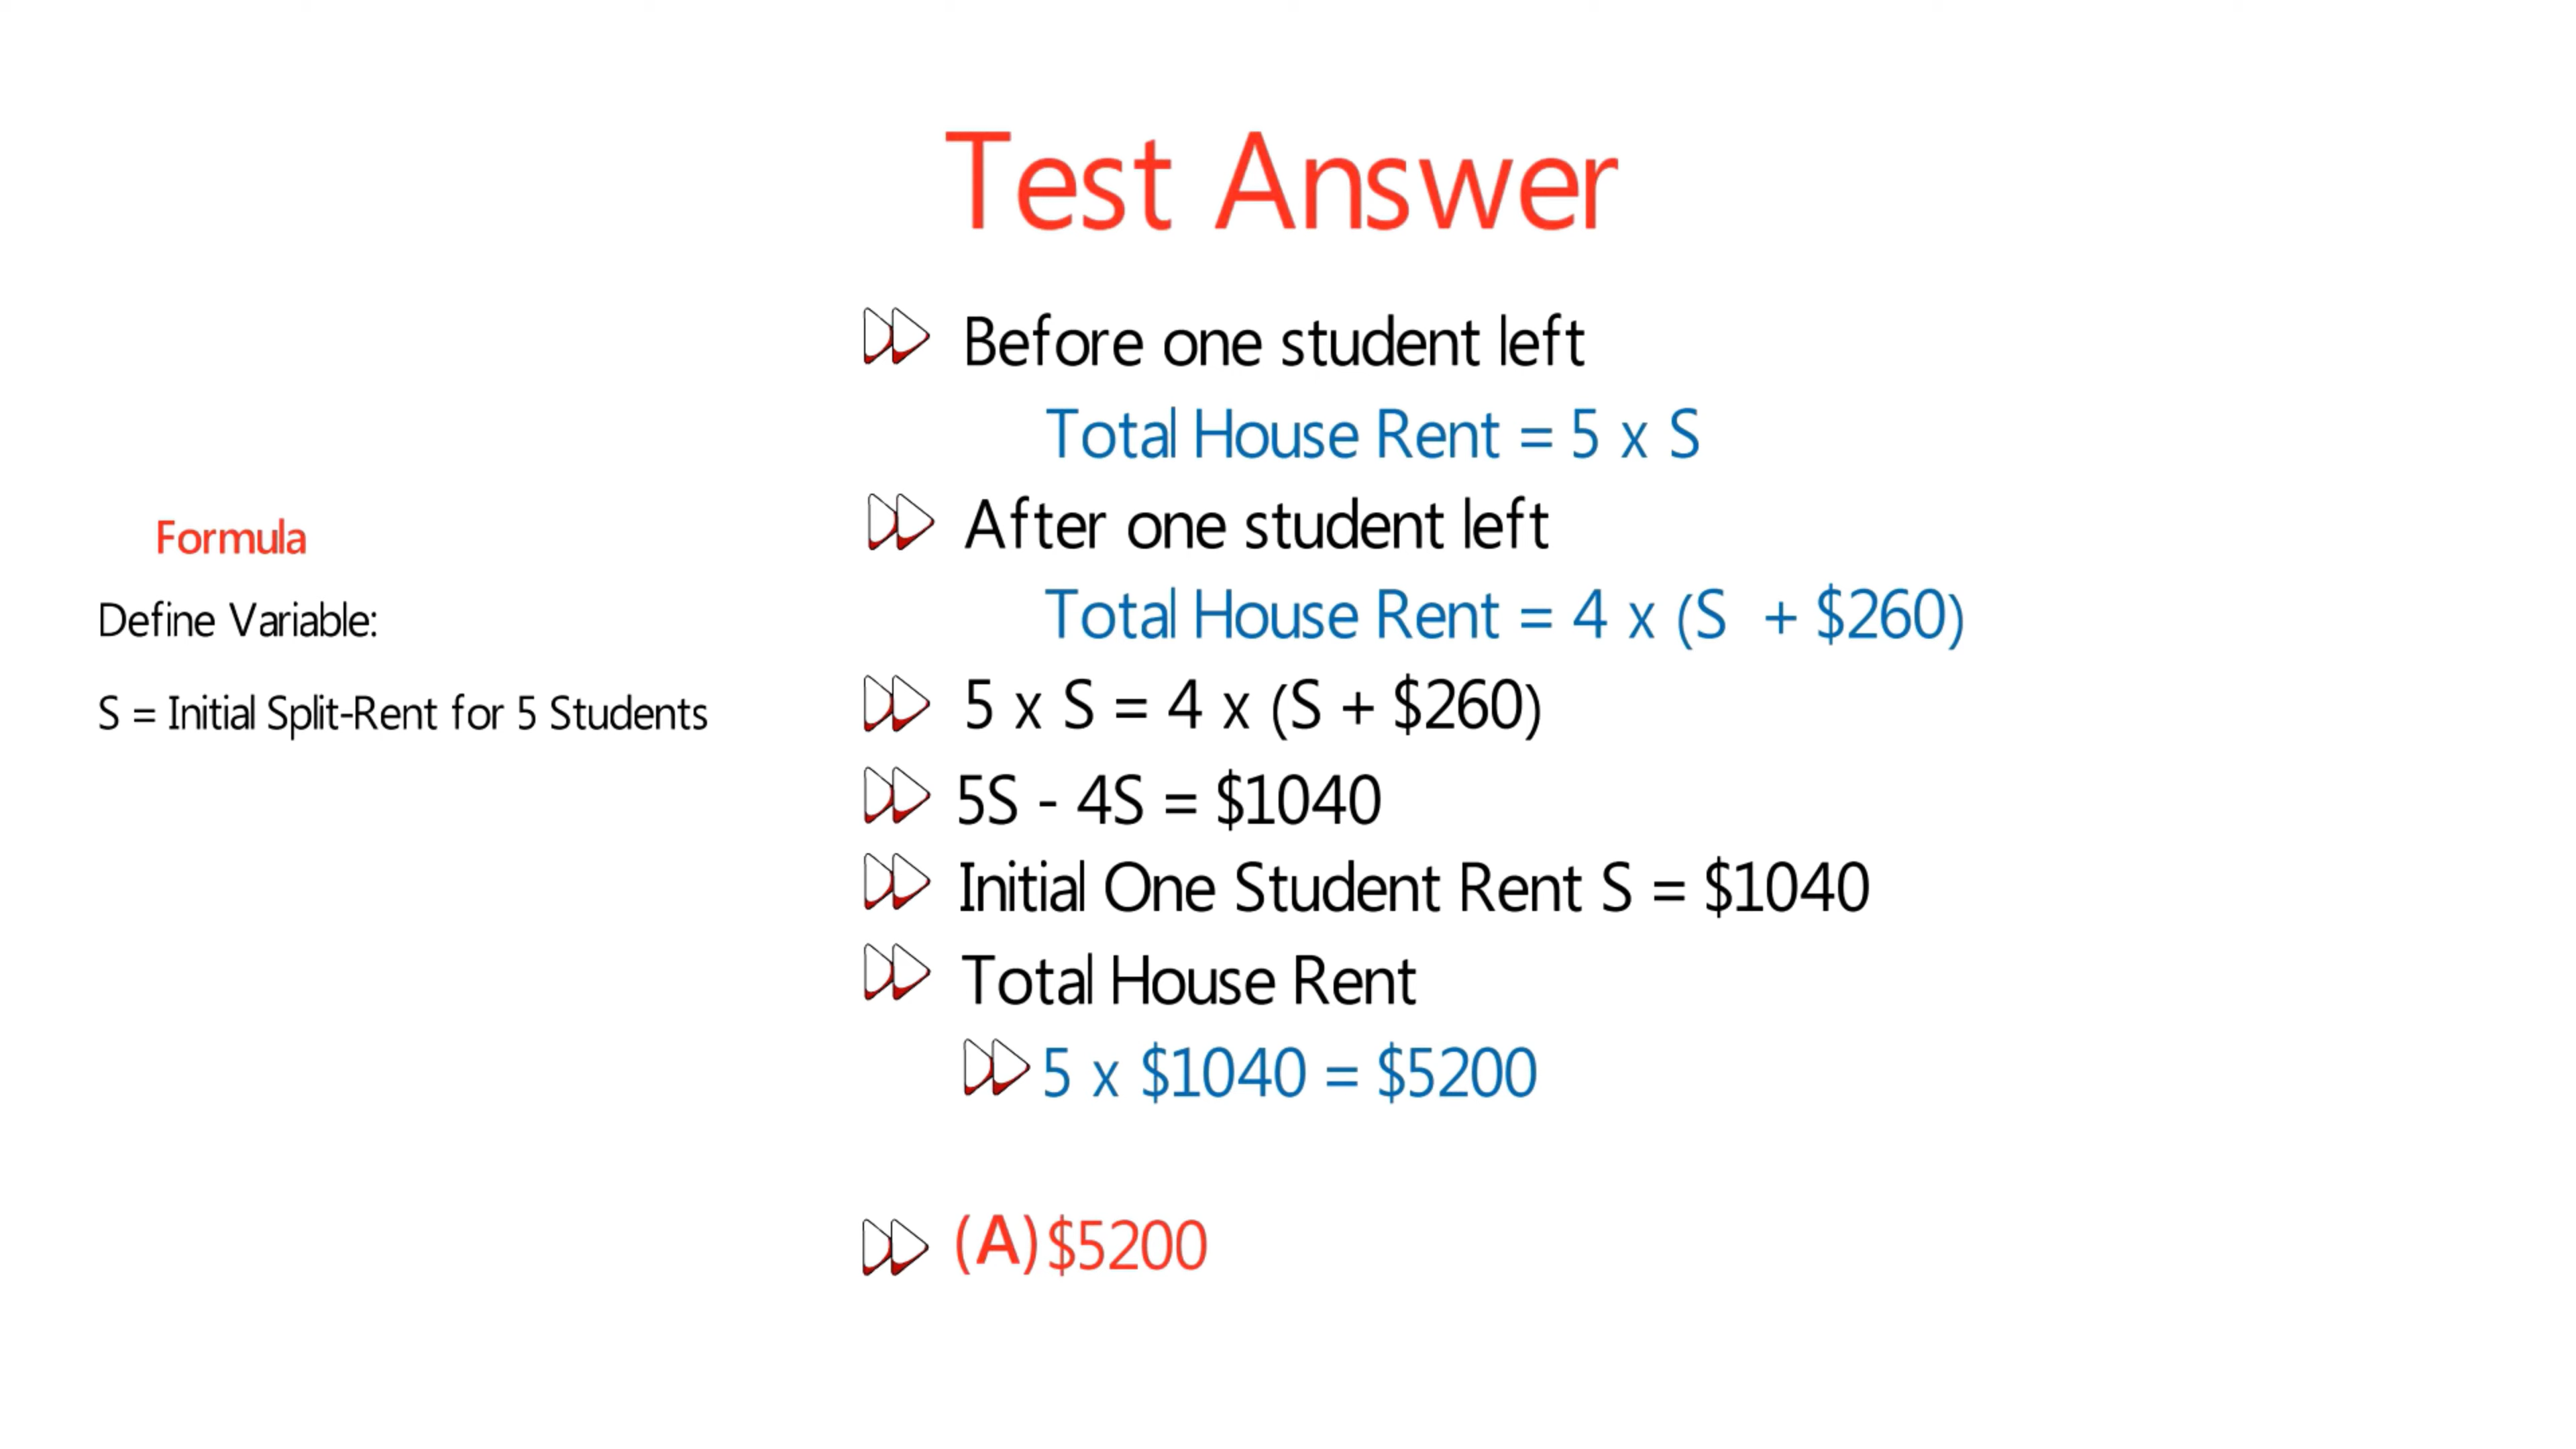 Test Answer
Formula
Define Variable:
S = Initial Split-Rent for 5 Students
Before one student left
Total House Rent = 5 x S
After one student left
Total House Rent = 4 x (S + $260)
5 x S = 4 x (S + $260)
5S - 4S = $1040
Initial One Student Rent S = $1040
Total House Rent
5 x $1040 = $5200
(A) $5200